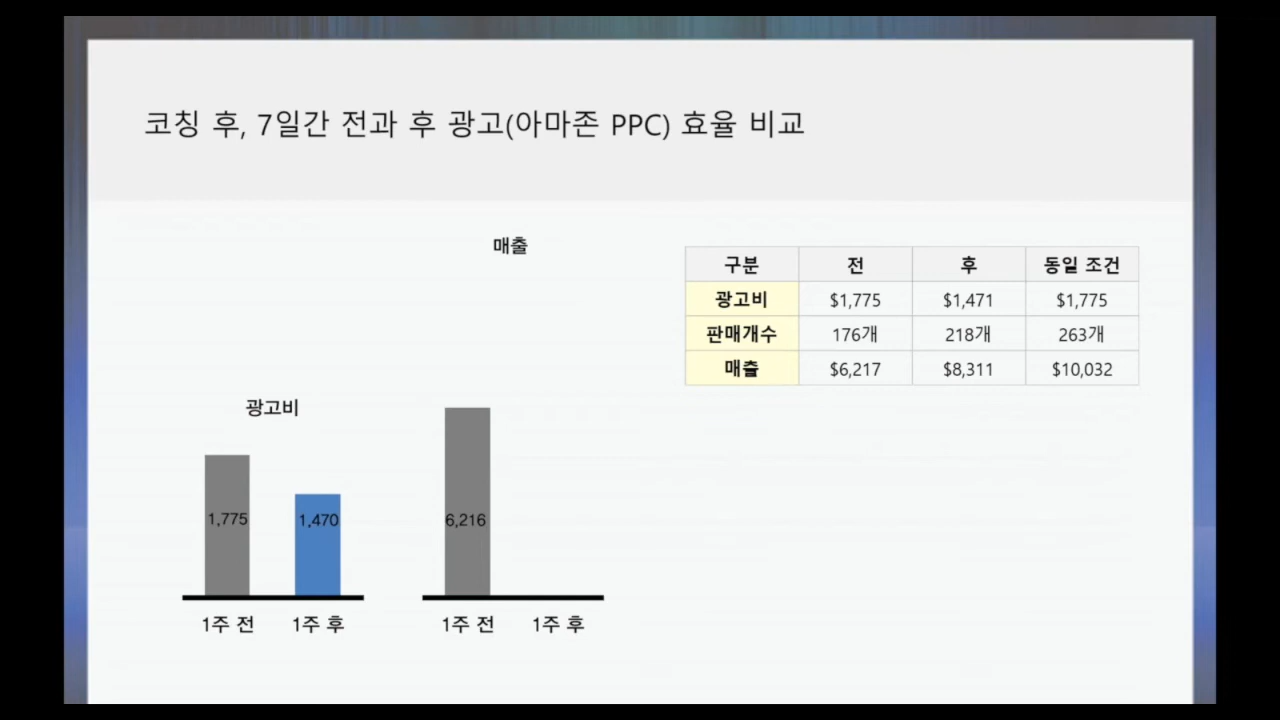 코칭 후, 7일간 전과 후 광고(아마존 PPC) 효율 비교
매출
광고비
1,775
1,470
6,216
1주 전
1주 후
1주 전
1주 후
구분 전 후 동일 조건
광고비 $1,775 $1,471 $1,775
판매개수 176개 218개 263개
매출 $6,217 $8,311 $10,032